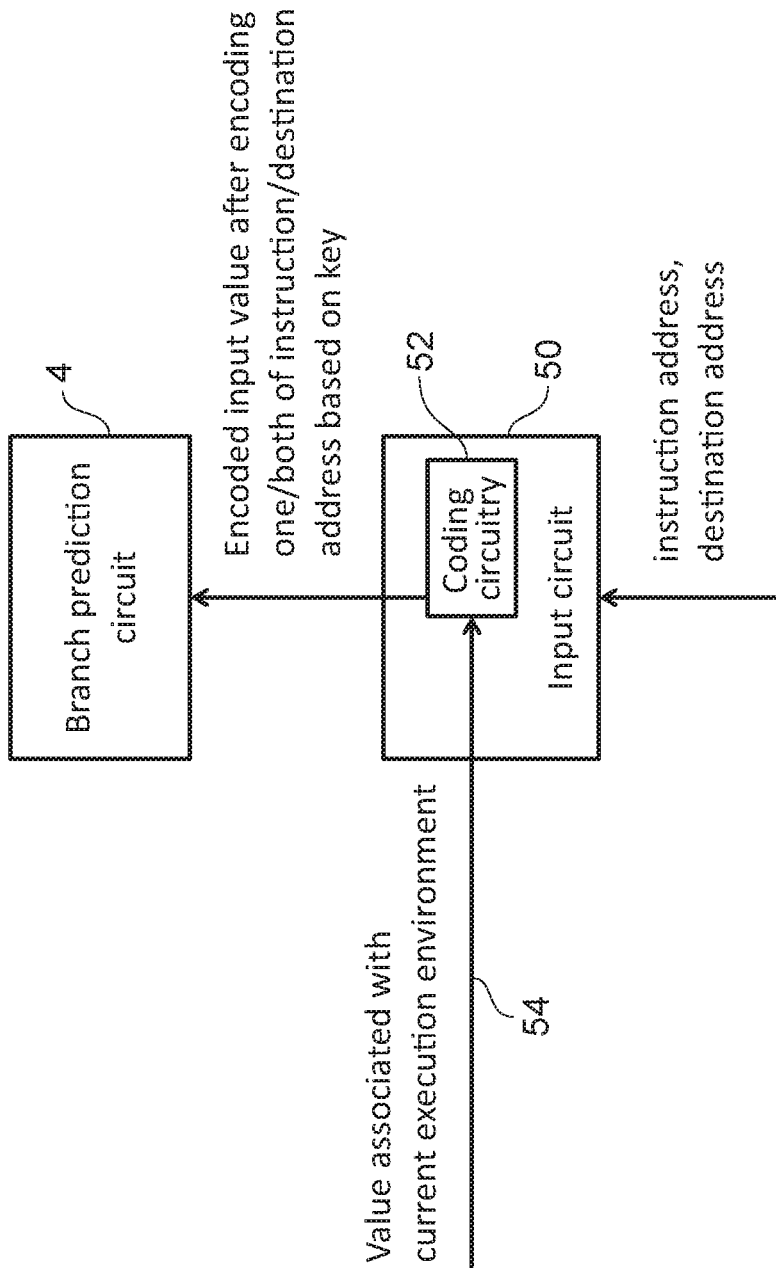 Branch prediction
circuit
4
Encoded input value after encoding
one/both of instruction/destination
address based on key
52
50
Coding
circuitry
Input circuit
Value associated with
current execution environment
54
instruction address,
destination address